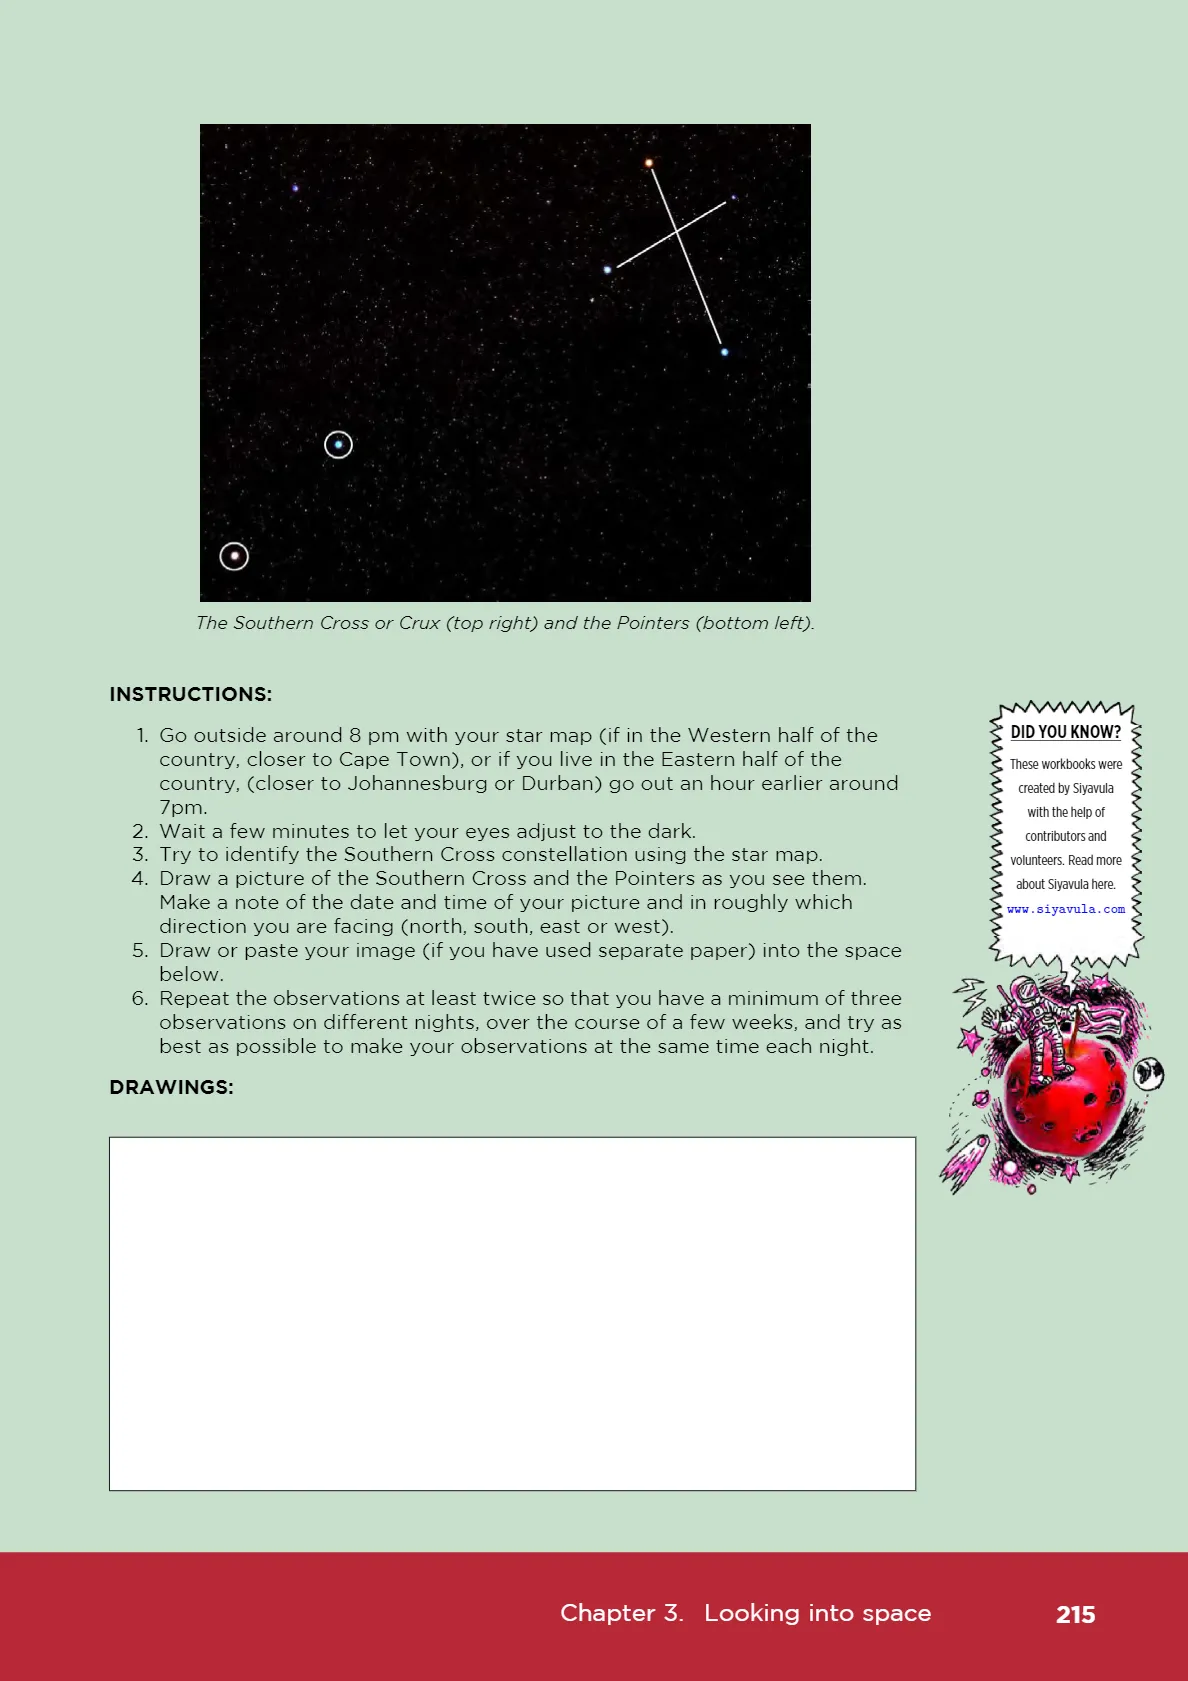 The Southern Cross or Crux (top right) and the Pointers (bottom left).
INSTRUCTIONS:
1. Go outside around 8 pm with your star map (if in the Western half of the
country, closer to Cape Town), or if you live in the Eastern half of the
country, (closer to Johannesburg or Durban) go out an hour earlier around
7pm.
2. Wait a few minutes to let your eyes adjust to the dark.
3. Try to identify the Southern Cross constellation using the star map.
4. Draw a picture of the Southern Cross and the Pointers as you see them.
Make a note of the date and time of your picture and in roughly which
direction you are facing (north, south, east or west).
5. Draw or paste your image (if you have used separate paper) into the space
below.
6. Repeat the observations at least twice so that you have a minimum of three
observations on different nights, over the course of a few weeks, and try as
best as possible to make your observations at the same time each night.
DRAWINGS:
DID YOU KNOW?
These workbooks were
created by Siyavula
with the help of
contributors and
volunteers. Read more
about Siyavula here.
www.siyavula.com
Chapter 3. Looking into space
215